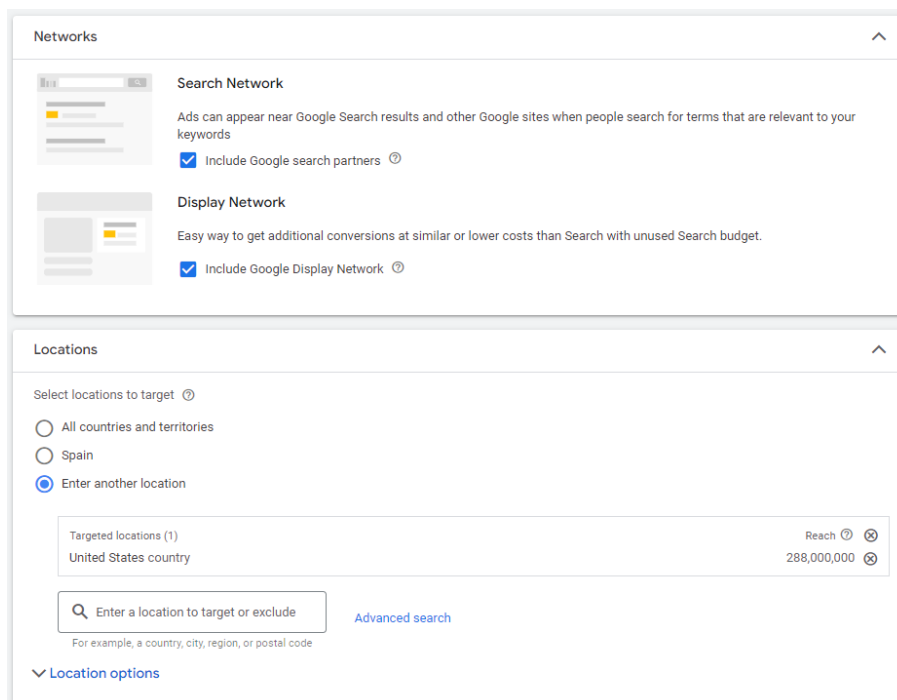 Networks
Search Network
Ads can appear near Google Search results and other Google sites when people search for terms that are relevant to your
keywords
Include Google search partners
Display Network
Easy way to get additional conversions at similar or lower costs than Search with unused Search budget.
Include Google Display Network
Locations
Select locations to target
All countries and territories
Spain
Enter another location
Targeted locations (1) Reach
United States country 288,000,000
Enter a location to target or exclude
Advanced search
For example, a country, city, region, or postal code
Location options